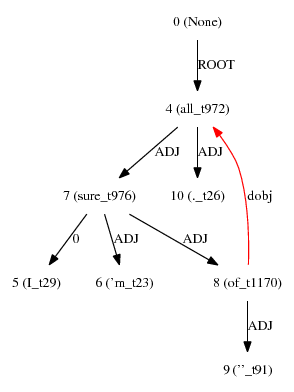 0 (None)
ROOT
4 (all_t972)
ADJ ADJ dobj
7 (sure_t976) 10 (._t26)
0 ADJ ADJ
5 (I_t29) 6 ('m_t23) 8 (of_t1170)
ADJ
9 (''_t91)